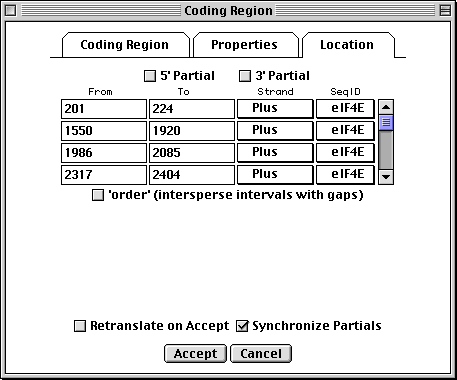 Coding Region
Coding Region Properties Location
5' Partial 3' Partial
From To Strand SeqID
201 224 Plus eIF4E
1550 1920 Plus eIF4E
1986 2085 Plus eIF4E
2317 2404 Plus eIF4E
'order' (intersperse intervals with gaps)
Retranslate on Accept Synchronize Partials
Accept Cancel